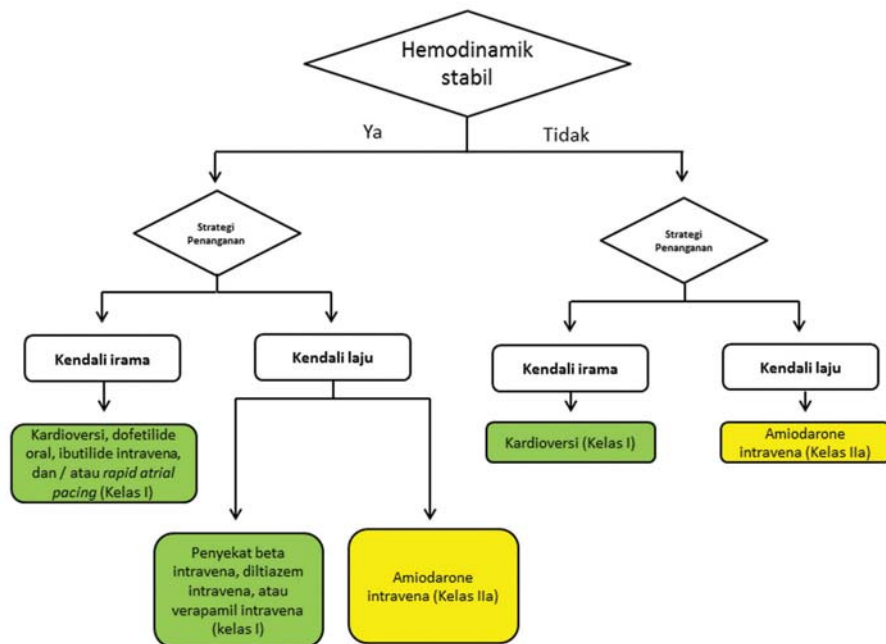 Hemodinamik
stabil
Ya
Tidak
Strategi
Penanganan
Strategi
Penanganan
Kendali irama
Kendali laju
Kendali irama
Kendali laju
Kardioversi, dofetilide
oral, ibutilide intravena,
dan / atau rapid atrial
pacing (Kelas I)
Kardioversi (Kelas I)
Amiodarone
intravena (Kelas IIa)
Penyekat beta
intravena, diltiazem
intravena, atau
verapamil intravena
(kelas I)
Amiodarone
intravena (Kelas IIa)